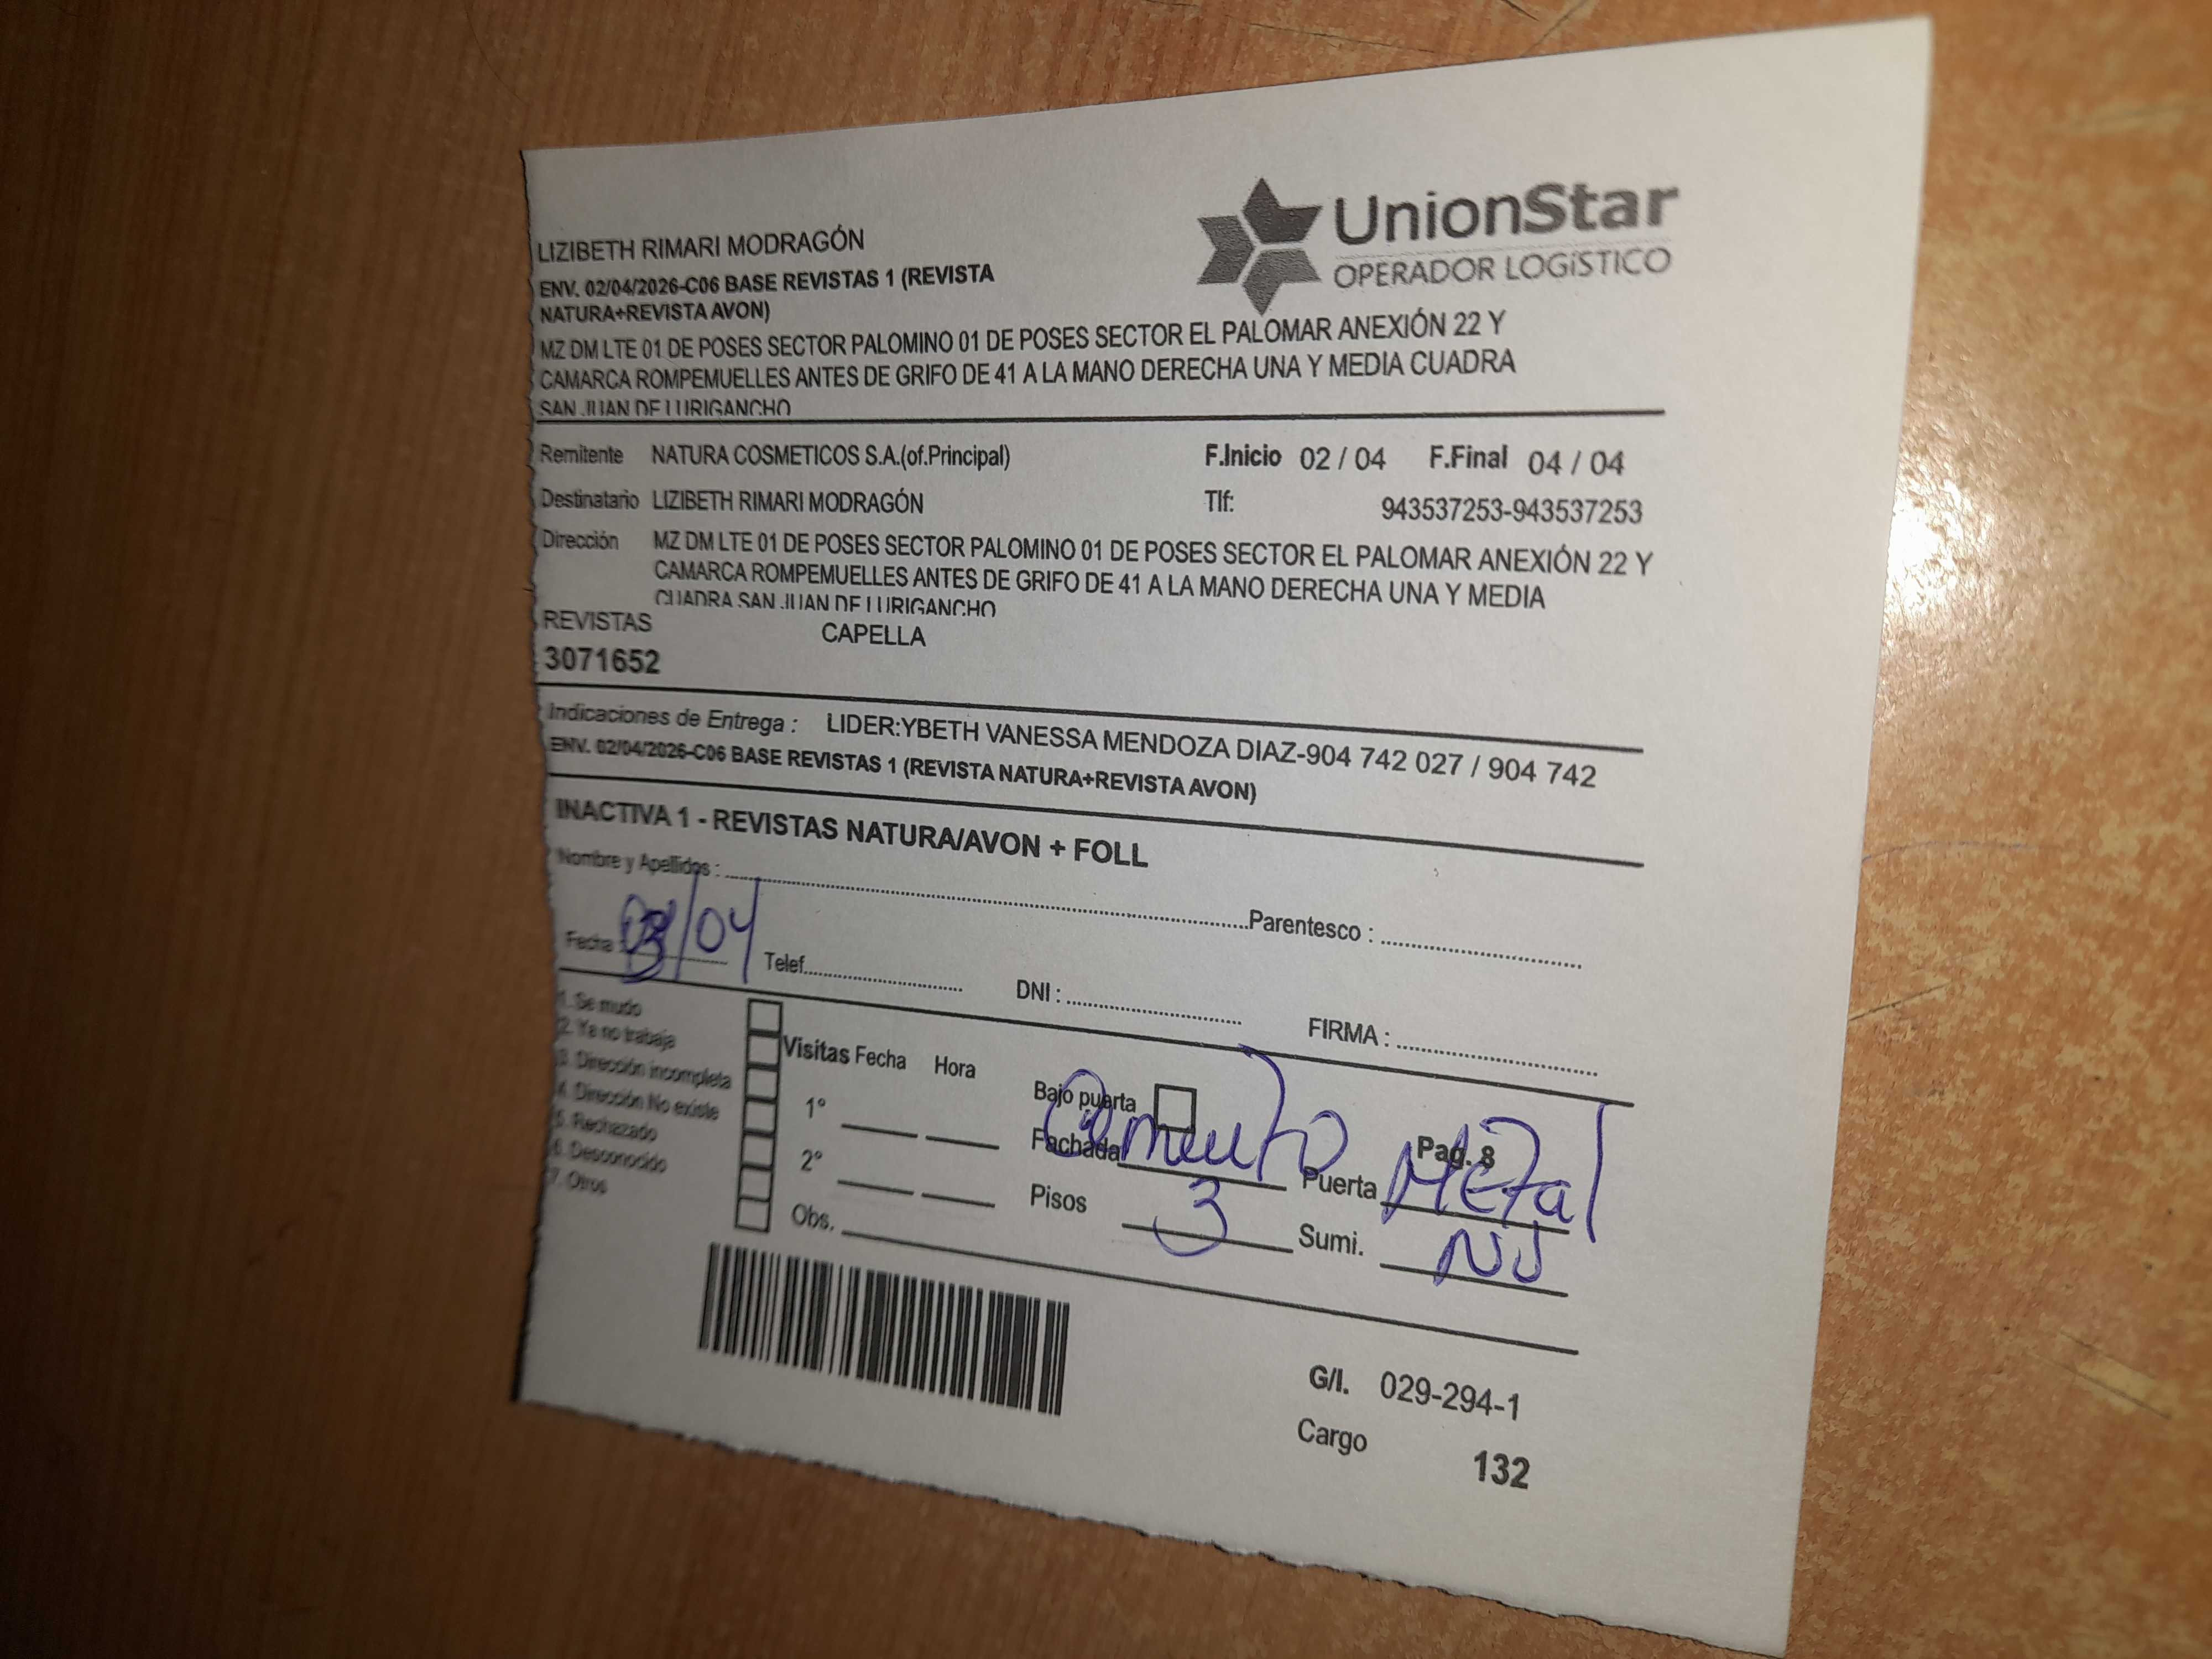 UnionStar
OPERADOR LOGÍSTICO
LIZIBETH RIMARI MODRAGÓN
ENV. 02/04/2026-C06 BASE REVISTAS 1 (REVISTA
NATURA+REVISTA AVON)
MZ DM LTE 01 DE POSES SECTOR PALOMINO 01 DE POSES SECTOR EL PALOMAR ANEXIÓN 22 Y
CAMARCA ROMPEMUELLES ANTES DE GRIFO DE 41 A LA MANO DERECHA UNA Y MEDIA CUADRA
SAN JUAN DE LURIGANCHO
Remitente NATURA COSMETICOS S.A.(of.Principal) F.Inicio 02 / 04 F.Final 04 / 04
Destinatario LIZIBETH RIMARI MODRAGÓN Tlf: 943537253-943537253
Dirección MZ DM LTE 01 DE POSES SECTOR PALOMINO 01 DE POSES SECTOR EL PALOMAR ANEXIÓN 22 Y
CAMARCA ROMPEMUELLES ANTES DE GRIFO DE 41 A LA MANO DERECHA UNA Y MEDIA
CUADRA SAN JUAN DE LURIGANCHO
REVISTAS CAPELLA
3071652
Indicaciones de Entrega : LIDER:YBETH VANESSA MENDOZA DIAZ-904 742 027 / 904 742
ENV. 02/04/2026-C06 BASE REVISTAS 1 (REVISTA NATURA+REVISTA AVON)
INACTIVA 1 - REVISTAS NATURA/AVON + FOLL
Nombre y Apellidos : Parentesco :
Fecha : 03/04 Telef. DNI : FIRMA :
1. Se mudo
2. Ya no trabaja
3. Dirección incompleta
4. Dirección No existe
5. Rechazado
6. Desconocido
7. Otros
Visitas Fecha Hora
1°
2°
Obs.
Bajo puerta Pag. 8
Fachada Cemento Puerta Metal
Pisos 3 Sumi. NJ
G/I. 029-294-1
Cargo 132